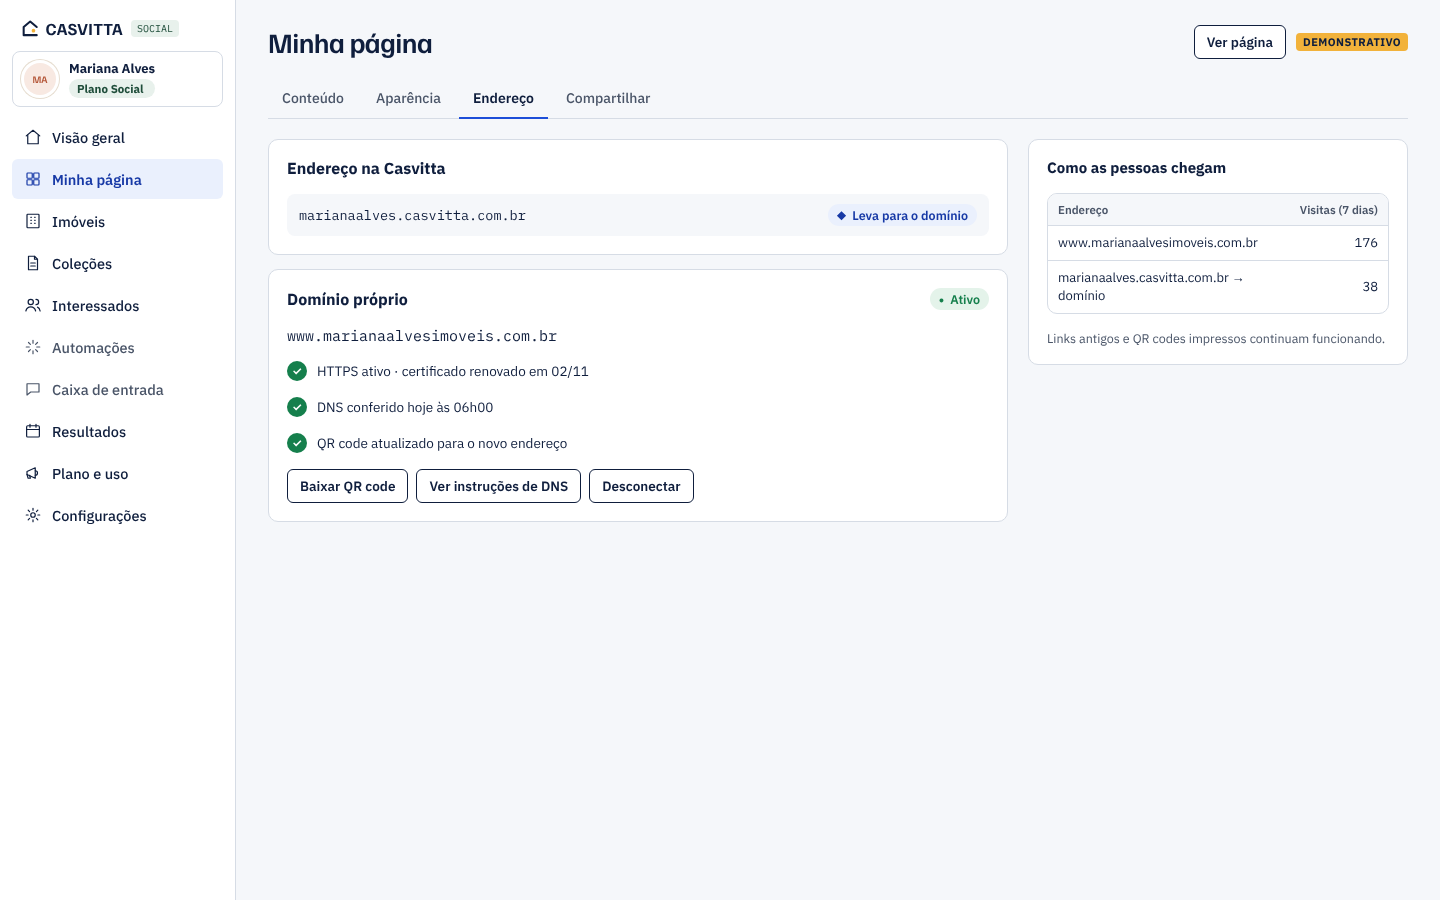 CASVITTA SOCIAL
MA
Mariana Alves
Plano Social
Visão geral
Minha página
Imóveis
Coleções
Interessados
Automações
Caixa de entrada
Resultados
Plano e uso
Configurações
Minha página
Ver página
DEMONSTRATIVO
Conteúdo Aparência Endereço Compartilhar
Endereço na Casvitta
marianaalves.casvitta.com.br
◆ Leva para o domínio
Domínio próprio
• Ativo
www.marianaalvesimoveis.com.br
HTTPS ativo · certificado renovado em 02/11
DNS conferido hoje às 06h00
QR code atualizado para o novo endereço
Baixar QR code Ver instruções de DNS Desconectar
Como as pessoas chegam
Endereço Visitas (7 dias)
www.marianaalvesimoveis.com.br 176
marianaalves.casvitta.com.br →
domínio 38
Links antigos e QR codes impressos continuam funcionando.